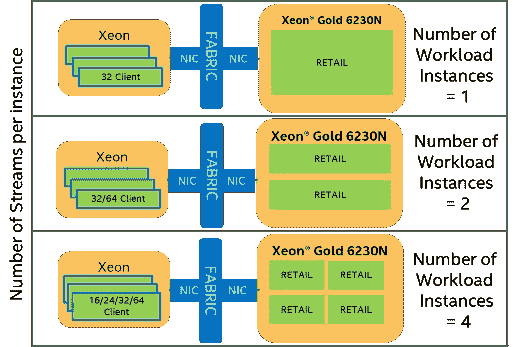 Number of Streams per instance
Xeon
32 Client
NIC
FABRIC
NIC
Xeon® Gold 6230N
RETAIL
Number of
Workload
Instances
= 1
Xeon
32/64 Client
NIC
FABRIC
NIC
Xeon® Gold 6230N
RETAIL
RETAIL
Number of
Workload
Instances
= 2
Xeon
16/24/32/64
Client
NIC
FABRIC
NIC
Xeon® Gold 6230N
RETAIL RETAIL
RETAIL RETAIL
Number of
Workload
Instances
= 4